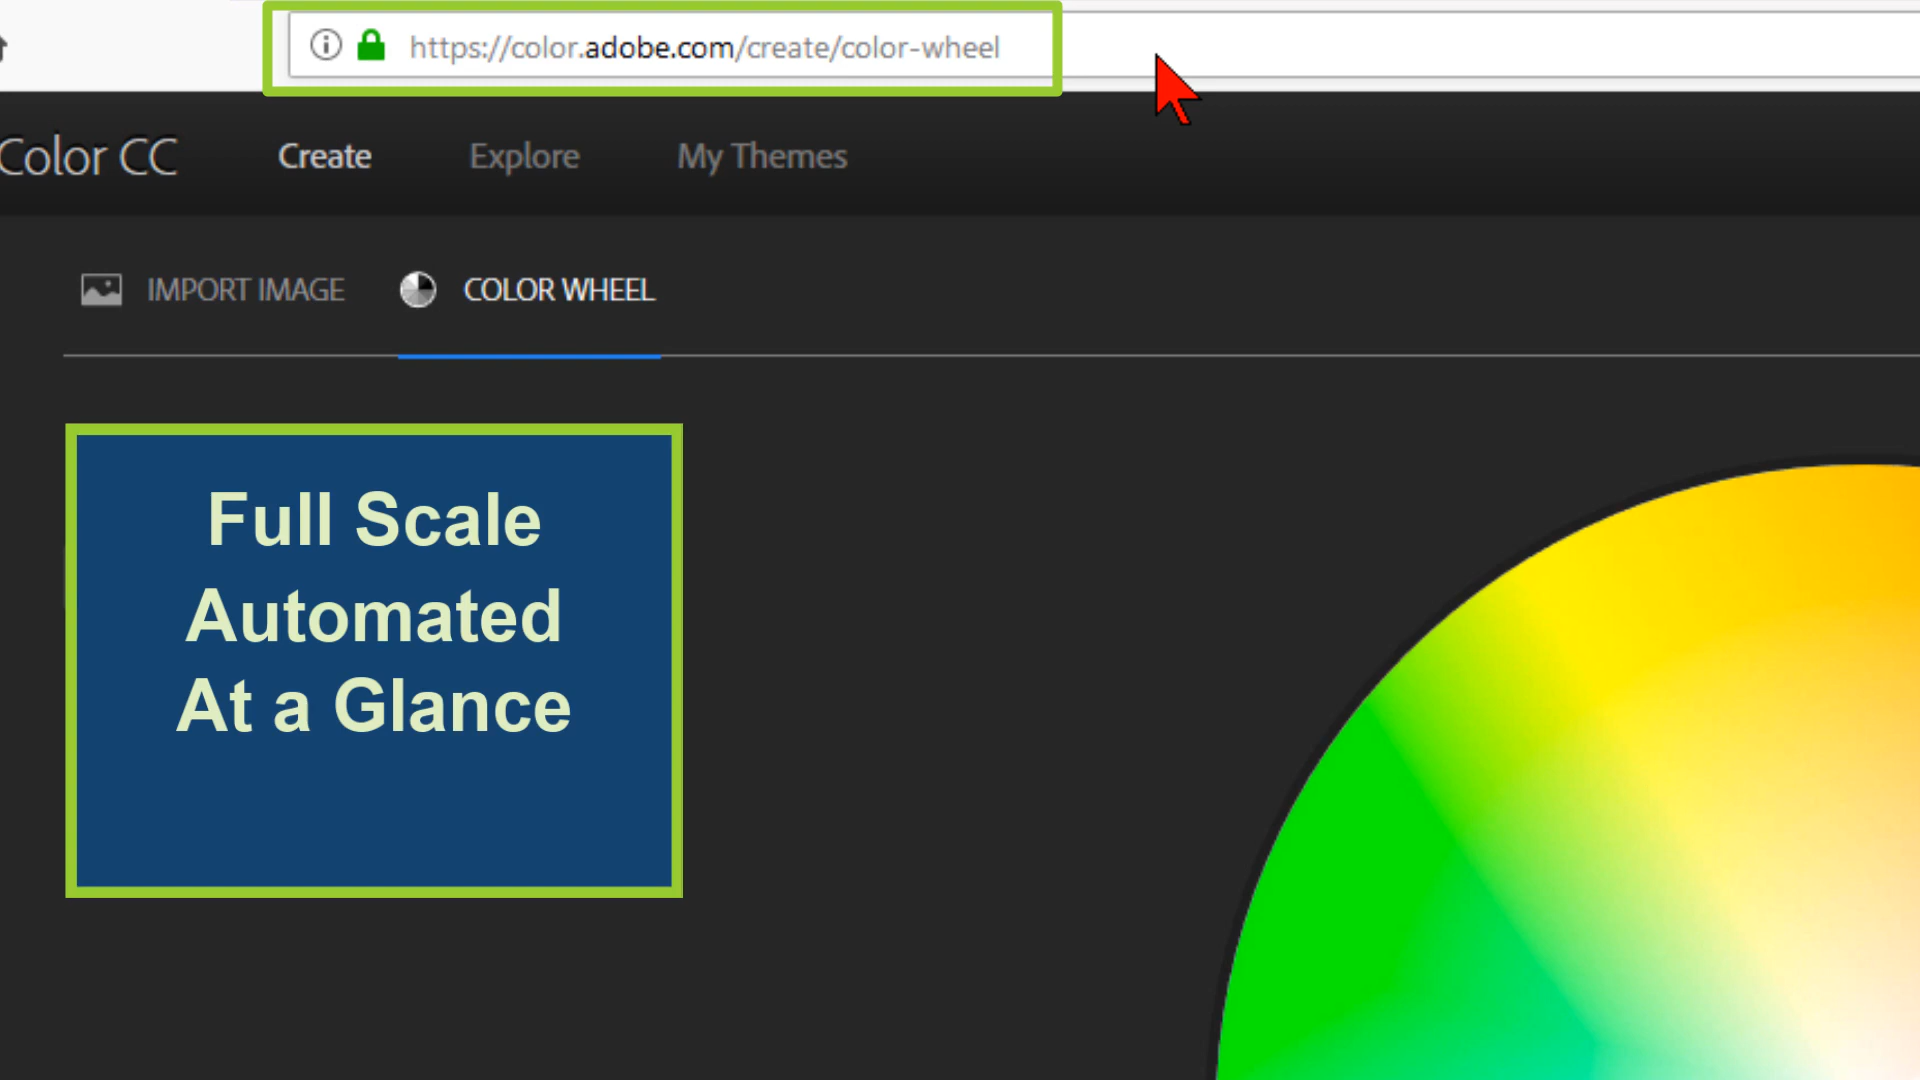 https://color.adobe.com/create/color-wheel
Color CC Create Explore My Themes
IMPORT IMAGE COLOR WHEEL
Full Scale
Automated
At a Glance